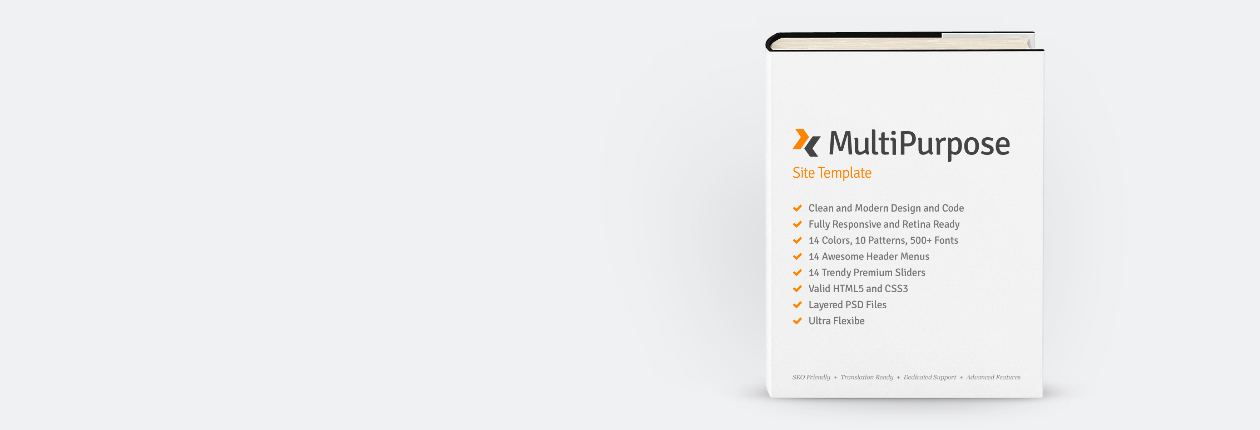 MultiPurpose
Site Template
Clean and Modern Design and Code
Fully Responsive and Retina Ready
14 Colors, 10 Patterns, 500+ Fonts
14 Awesome Header Menus
14 Trendy Premium Sliders
Valid HTML5 and CSS3
Layered PSD Files
Ultra Flexibe
SEO Friendly + Translation Ready + Dedicated Support + Advanced Features